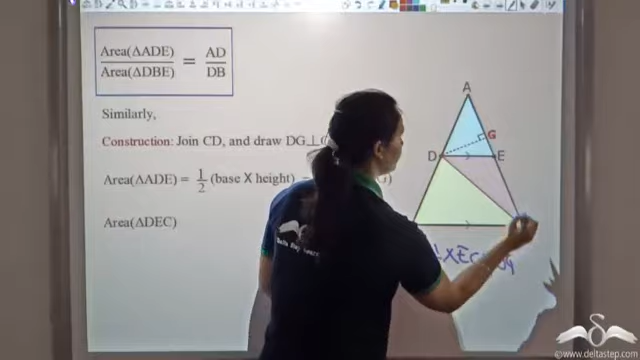 Area(ΔADE)
Area(ΔDBE)
=
AD
DB
Similarly,
Construction: Join CD, and draw DG⊥
Area(ΔADE) = 1/2 (base X height)
Area(ΔDEC)
A
G
D
E
©www.deltastep.com